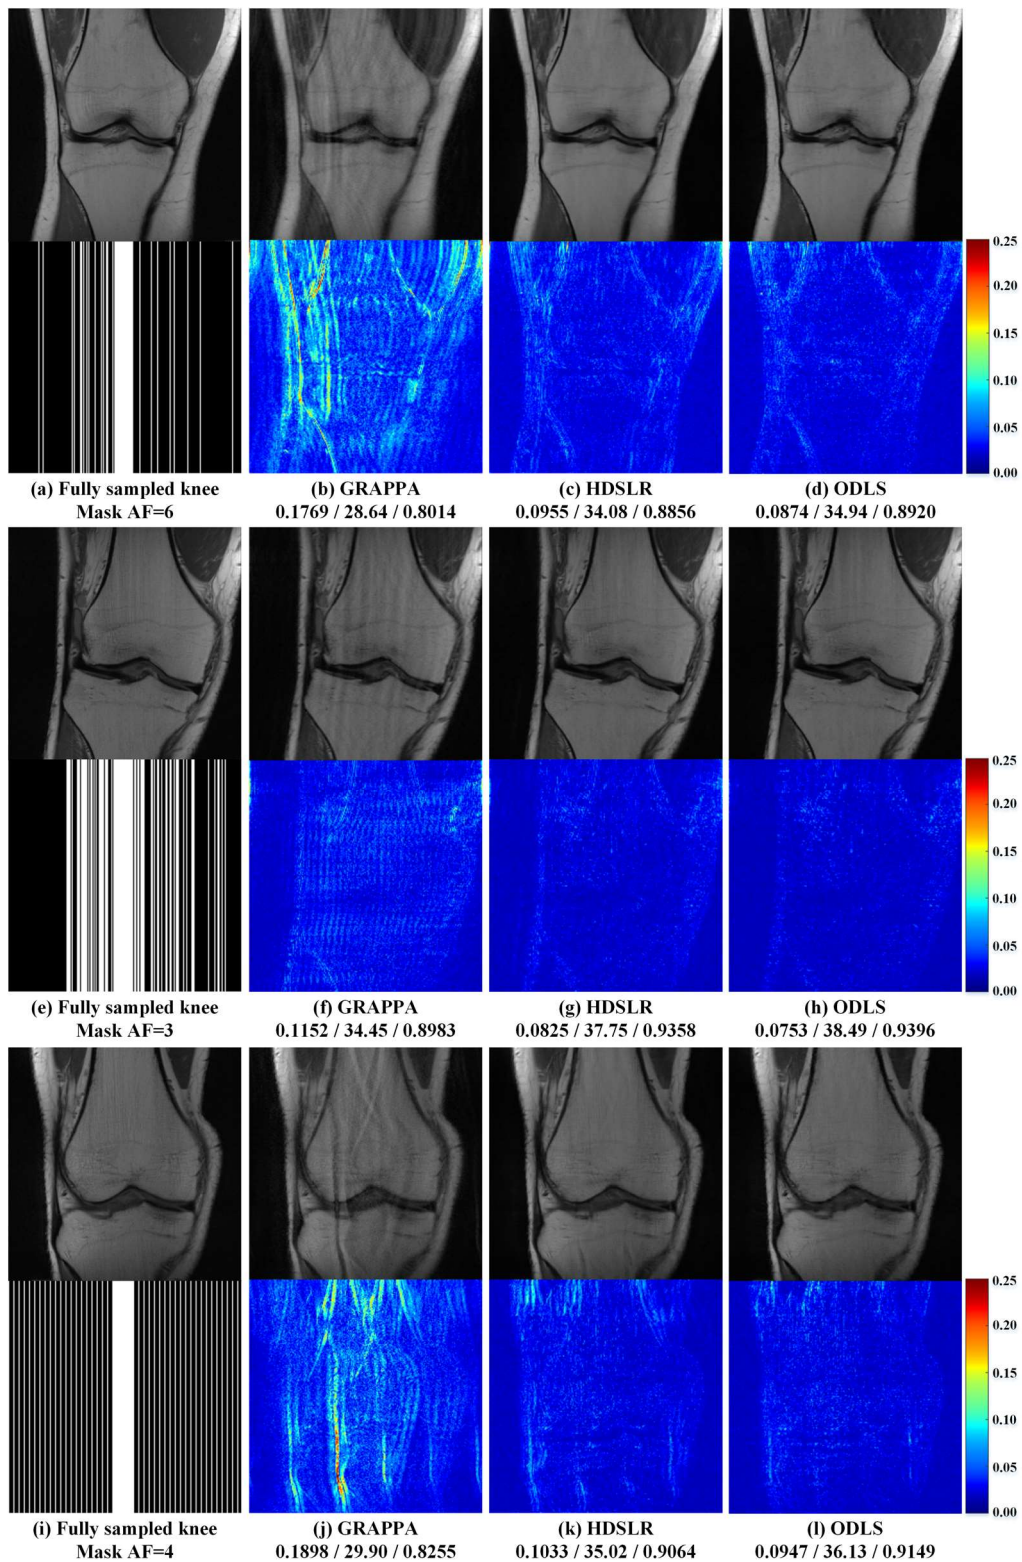 0.25
0.20
0.15
0.10
0.05
0.00
(a) Fully sampled knee
Mask AF=6
(b) GRAPPA
0.1769 / 28.64 / 0.8014
(c) HDSLR
0.0955 / 34.08 / 0.8856
(d) ODLS
0.0874 / 34.94 / 0.8920
0.25
0.20
0.15
0.10
0.05
0.00
(e) Fully sampled knee
Mask AF=3
(f) GRAPPA
0.1152 / 34.45 / 0.8983
(g) HDSLR
0.0825 / 37.75 / 0.9358
(h) ODLS
0.0753 / 38.49 / 0.9396
0.25
0.20
0.15
0.10
0.05
0.00
(i) Fully sampled knee
Mask AF=4
(j) GRAPPA
0.1898 / 29.90 / 0.8255
(k) HDSLR
0.1033 / 35.02 / 0.9064
(l) ODLS
0.0947 / 36.13 / 0.9149